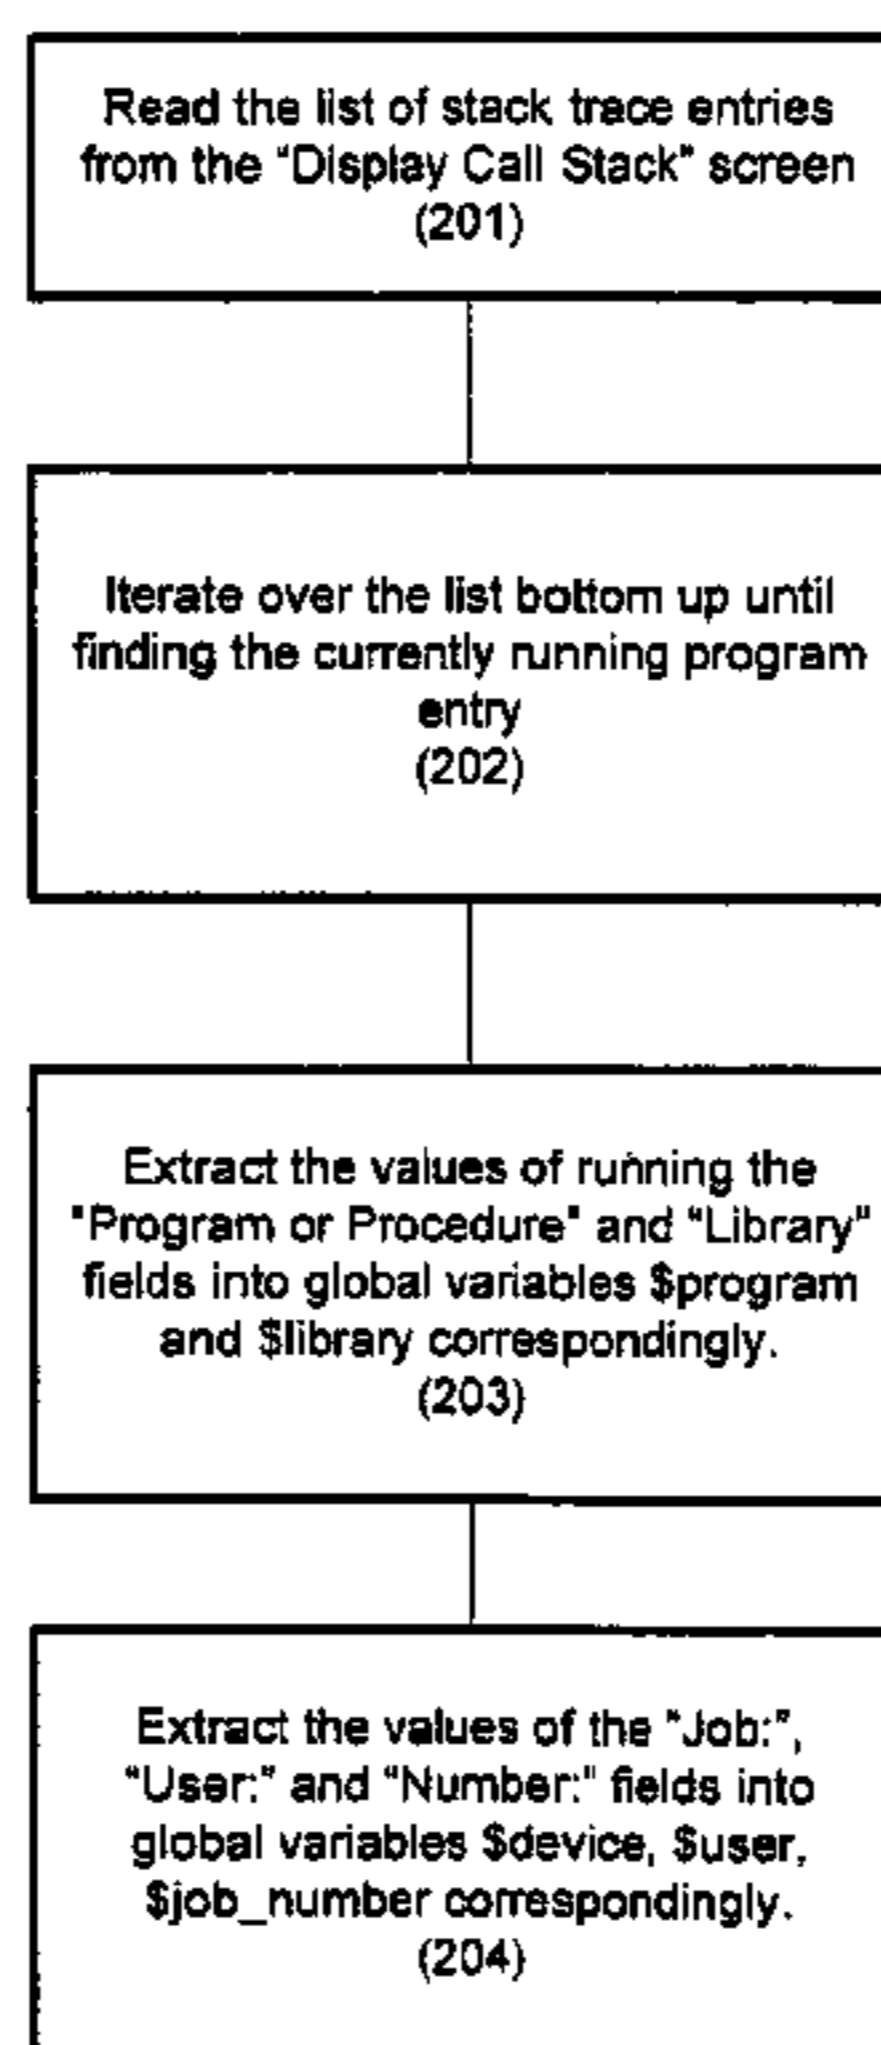 Read the list of stack trace entries
from the "Display Call Stack" screen
(201)
Iterate over the list bottom up until
finding the currently running program
entry
(202)
Extract the values of running the
"Program or Procedure" and "Library"
fields into global variables $program
and $library correspondingly.
(203)
Extract the values of the "Job:",
"User:" and "Number:" fields into
global variables $device, $user,
$job_number correspondingly.
(204)